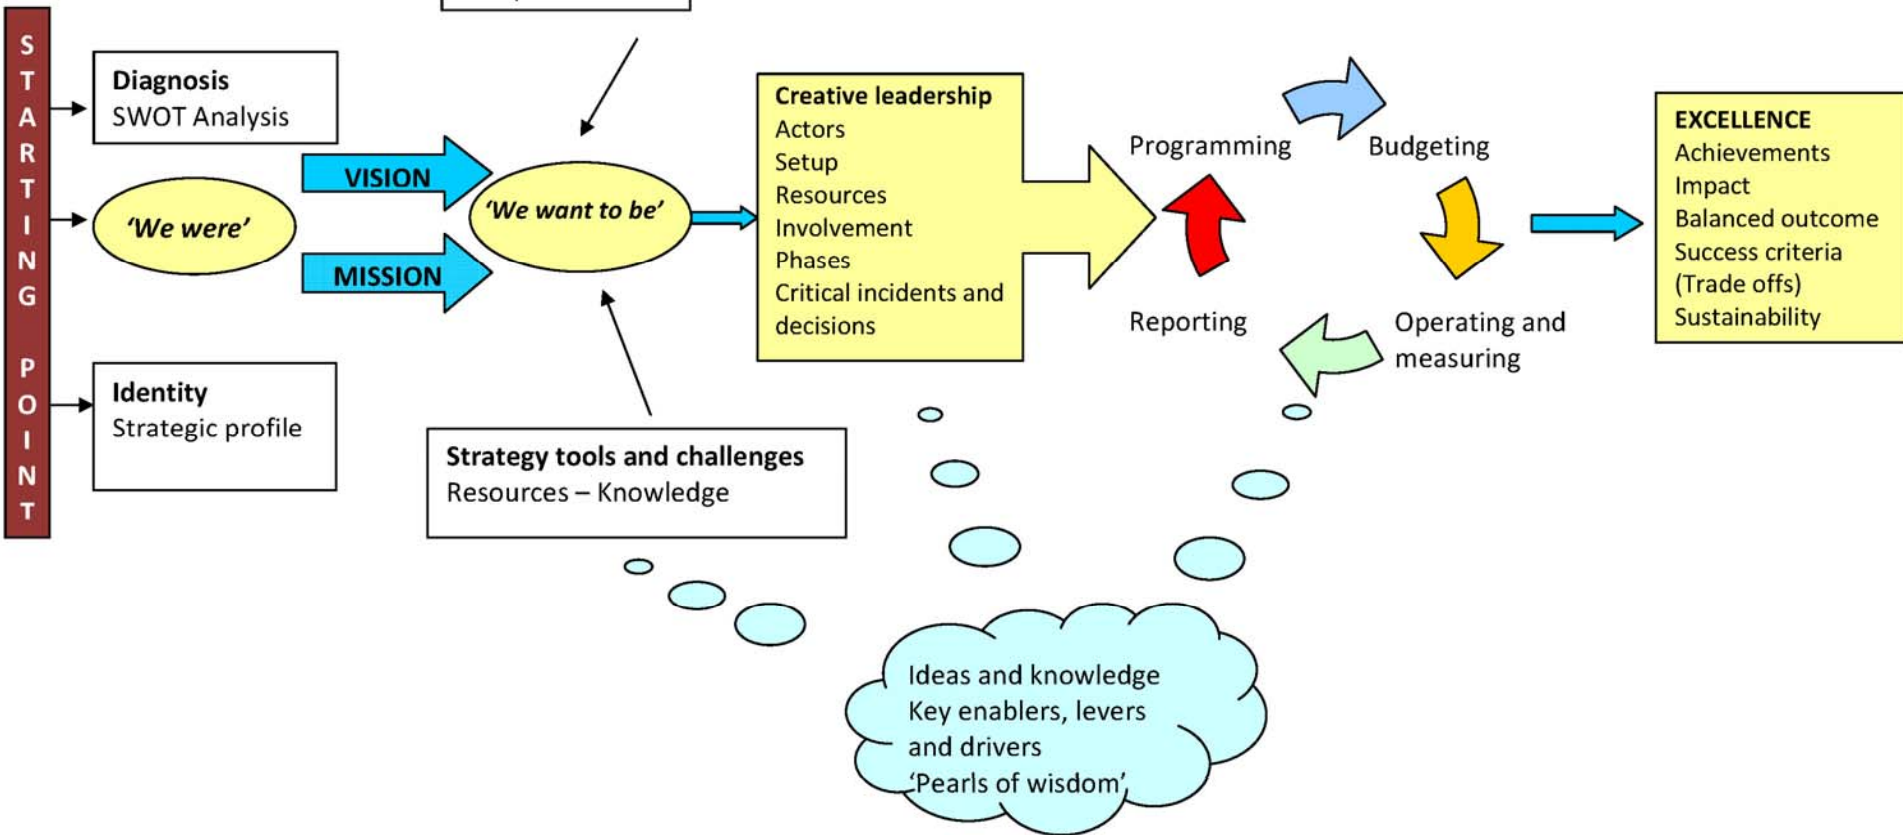 STARTING POINT
Diagnosis
SWOT Analysis
‘We were’
Identity
Strategic profile
VISION
MISSION
‘We want to be’
Strategy tools and challenges
Resources – Knowledge
Creative leadership
Actors
Setup
Resources
Involvement
Phases
Critical incidents and
decisions
Programming
Budgeting
Operating and
measuring
Reporting
EXCELLENCE
Achievements
Impact
Balanced outcome
Success criteria
(Trade offs)
Sustainability
Ideas and knowledge
Key enablers, levers
and drivers
‘Pearls of wisdom’